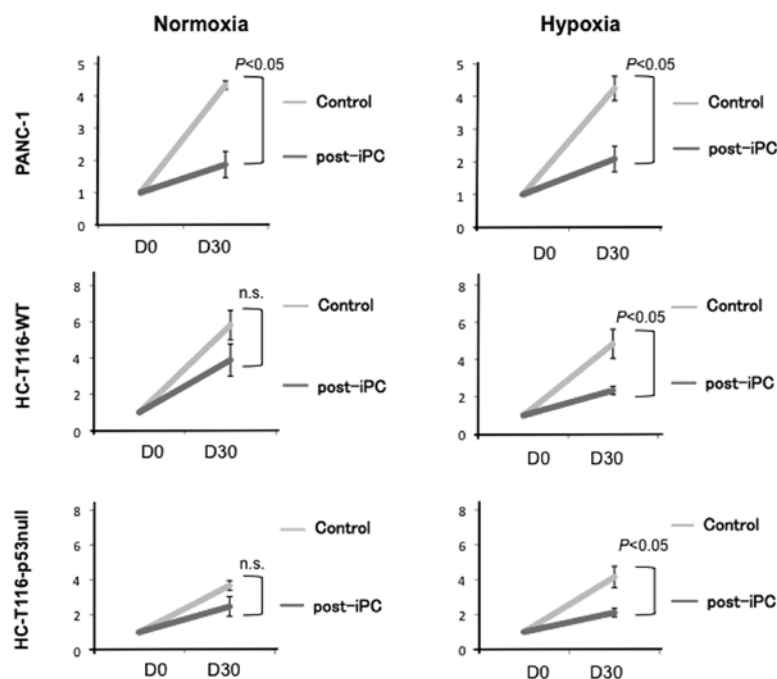 Normoxia
Hypoxia
PANC-1
5
4
3
2
1
0
P<0.05
Control
post-iPC
D0 D30
5
4
3
2
1
0
P<0.05
Control
post-iPC
D0 D30
HC-T116-WT
8
6
4
2
0
n.s.
Control
post-iPC
D0 D30
8
6
4
2
0
P<0.05
Control
post-iPC
D0 D30
HC-T116-p53null
8
6
4
2
0
n.s.
Control
post-iPC
D0 D30
8
6
4
2
0
P<0.05
Control
post-iPC
D0 D30